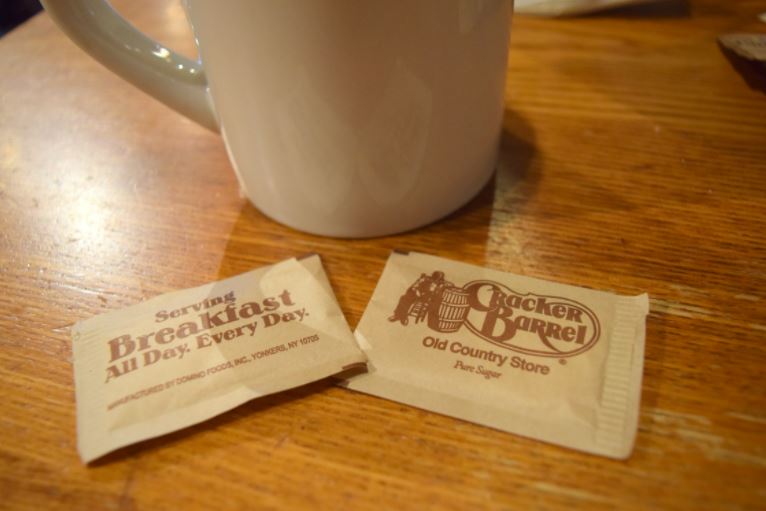 Serving
Breakfast
All Day. Every Day.
MANUFACTURED BY DOMINO FOODS, INC., YONKERS, NY 10705
Cracker
Barrel
®
Old Country Store
Pure Sugar